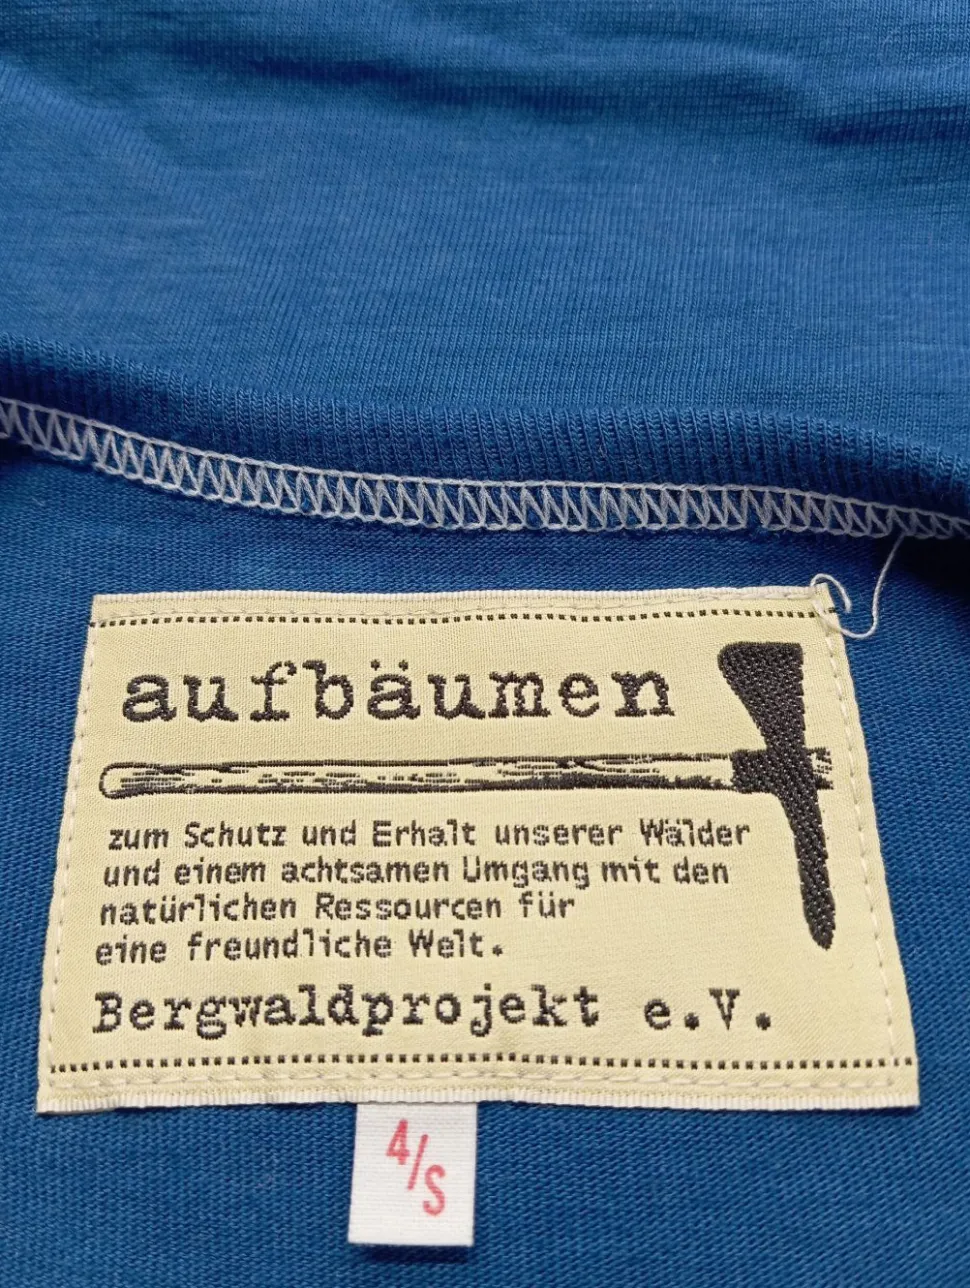 aufbäumen
zum Schutz und Erhalt unserer Wälder
und einem achtsamen Umgang mit den
natürlichen Ressourcen für
eine freundliche Welt.
Bergwaldprojekt e.V.
4/S